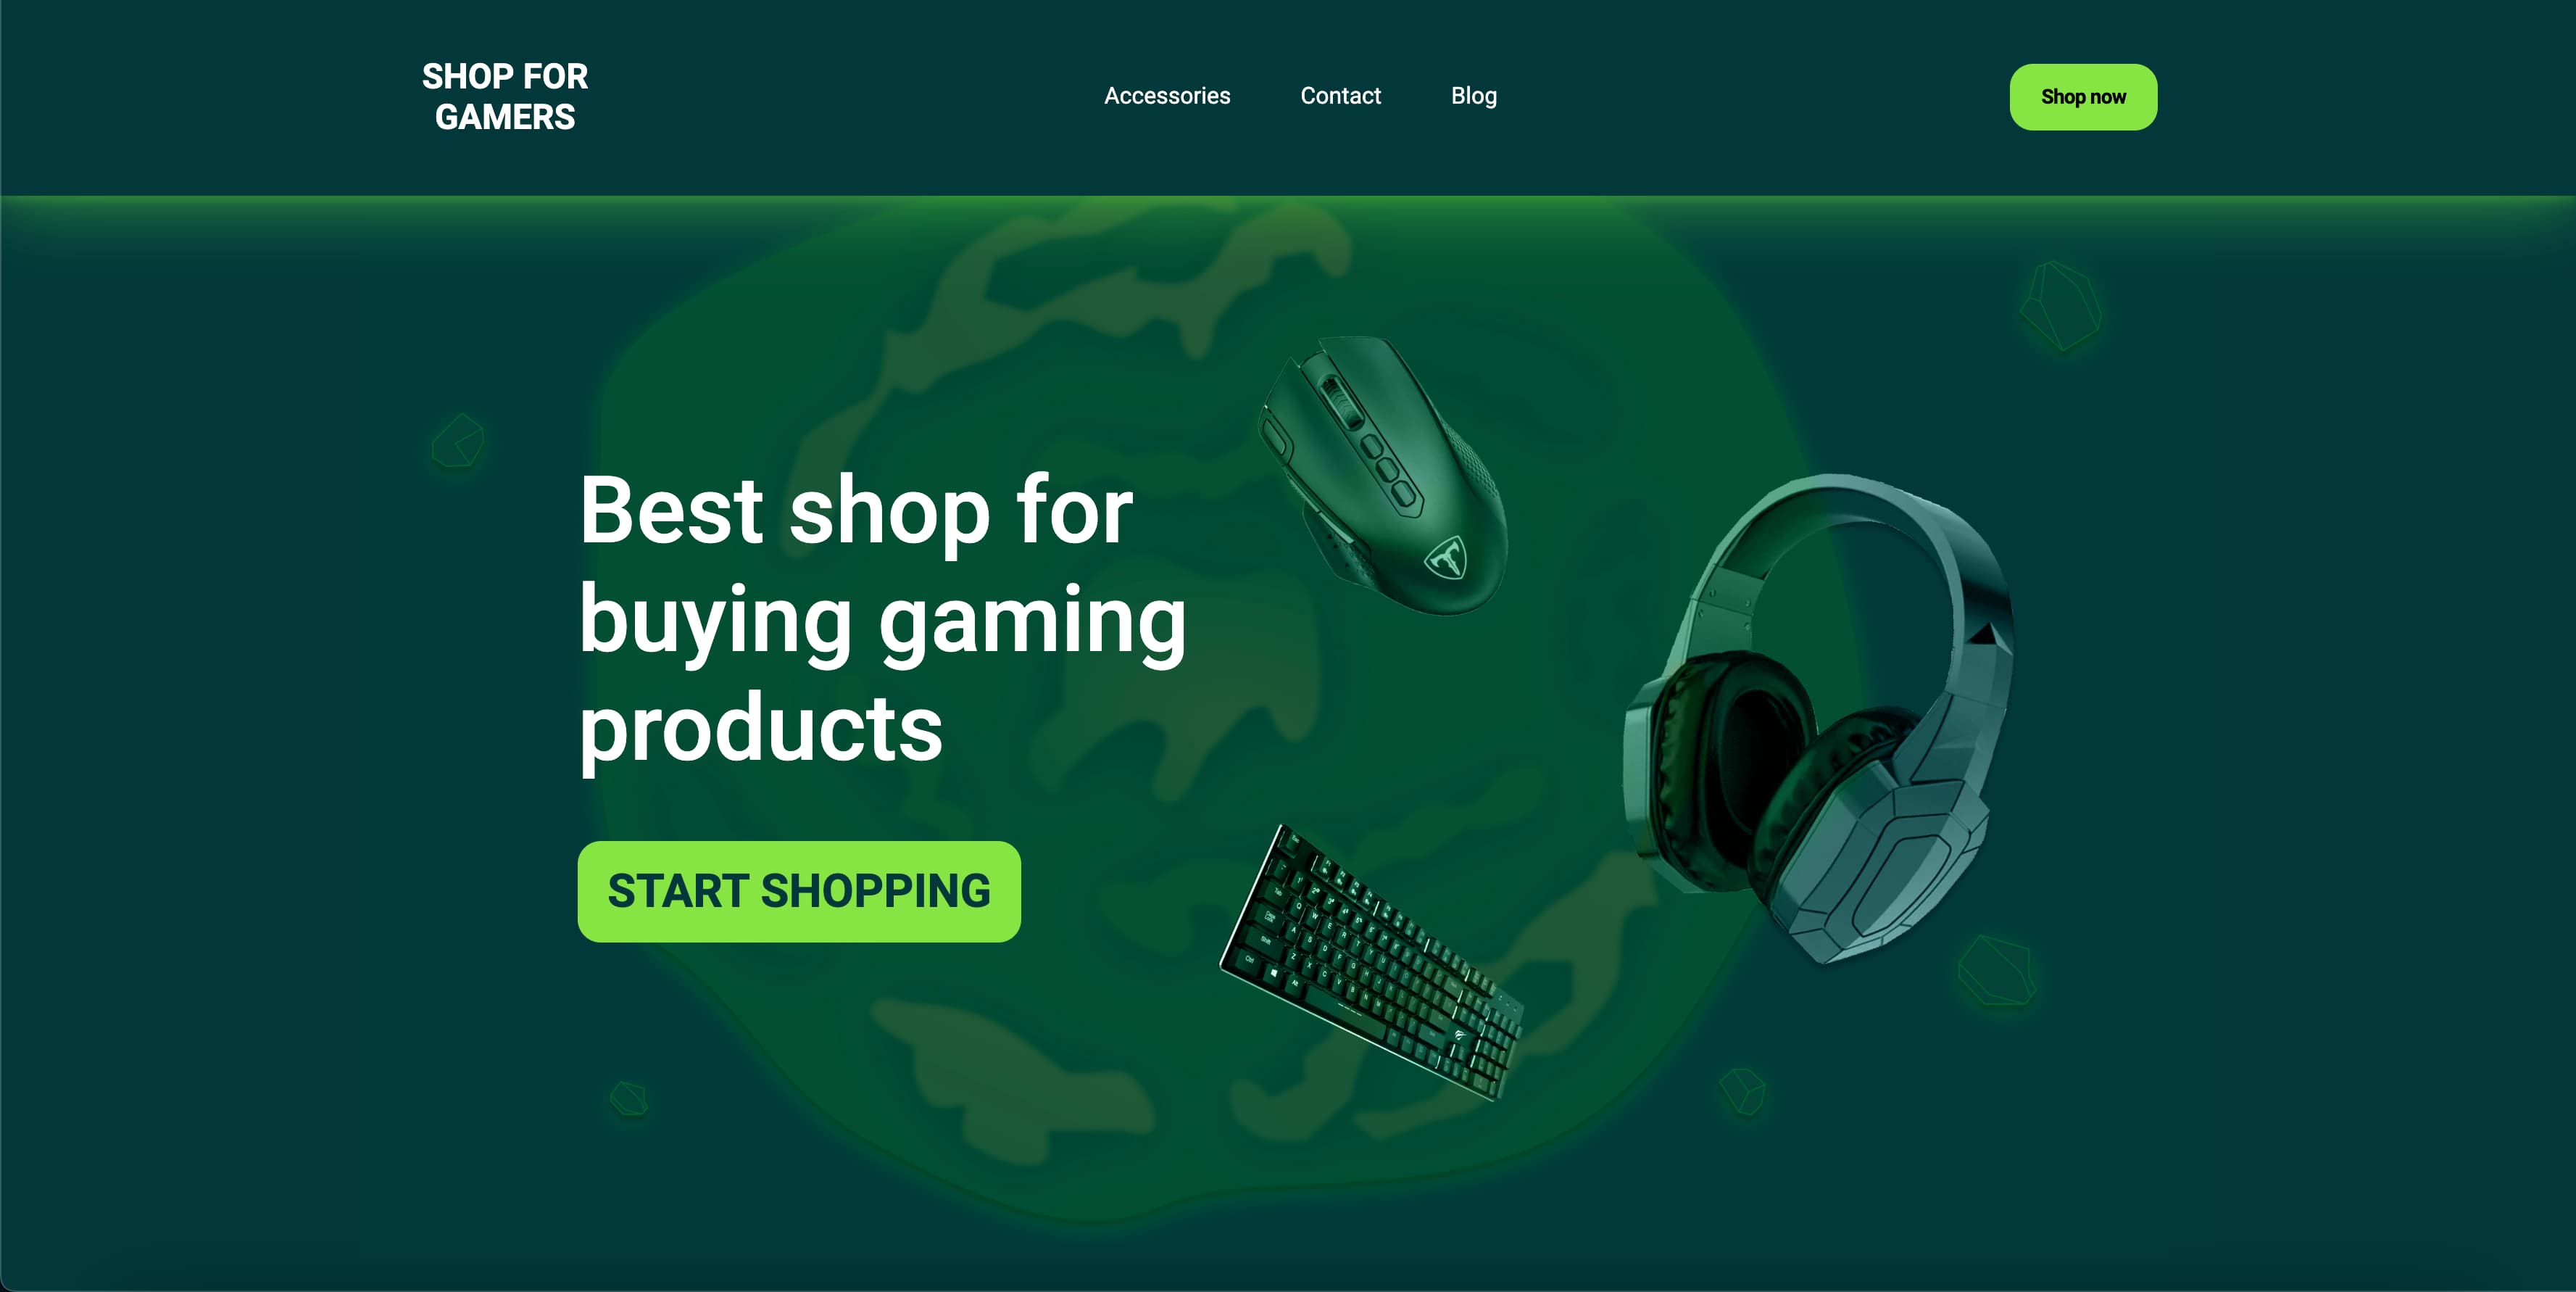 SHOP FOR
GAMERS
Accessories
Contact
Blog
Shop now
Best shop for
buying gaming
products
START SHOPPING